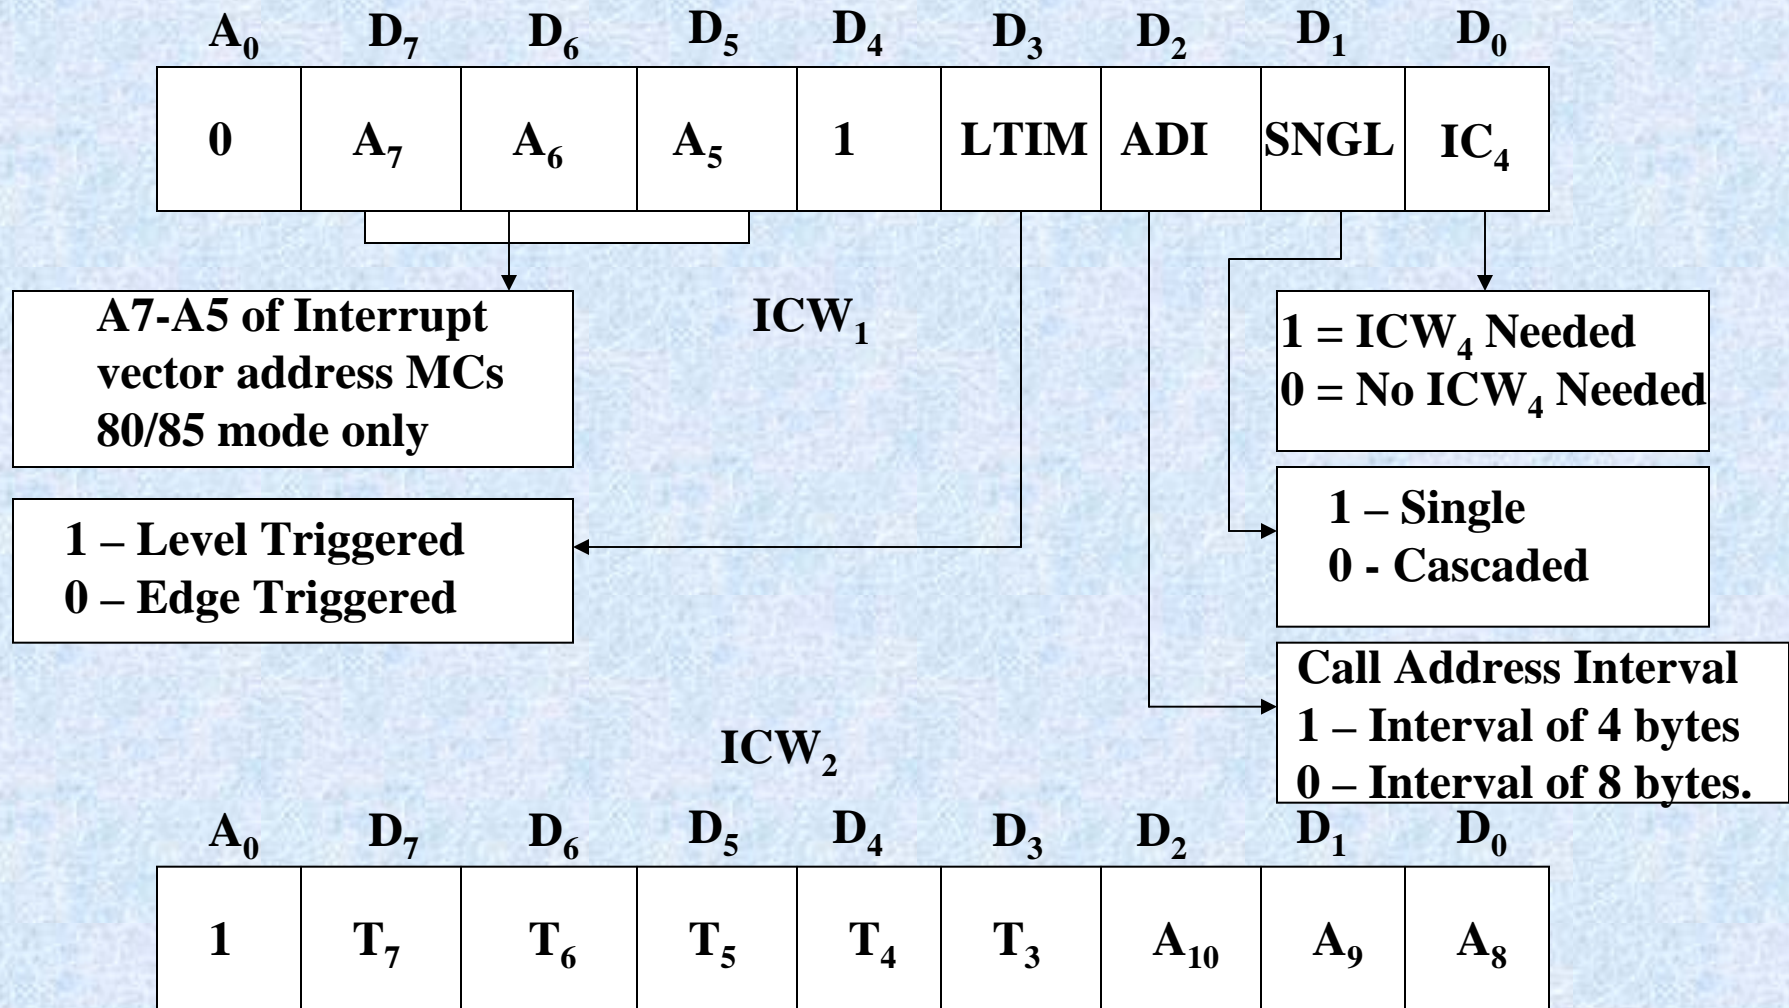 A₀ D₇ D₆ D₅ D₄ D₃ D₂ D₁ D₀
0 A₇ A₆ A₅ 1 LTIM ADI SNGL IC₄
A7-A5 of Interrupt
vector address MCs
80/85 mode only
ICW₁
1 = ICW₄ Needed
0 = No ICW₄ Needed
1 – Level Triggered
0 – Edge Triggered
1 – Single
0 - Cascaded
Call Address Interval
1 – Interval of 4 bytes
0 – Interval of 8 bytes.
ICW₂
A₀ D₇ D₆ D₅ D₄ D₃ D₂ D₁ D₀
1 T₇ T₆ T₅ T₄ T₃ A₁₀ A₉ A₈